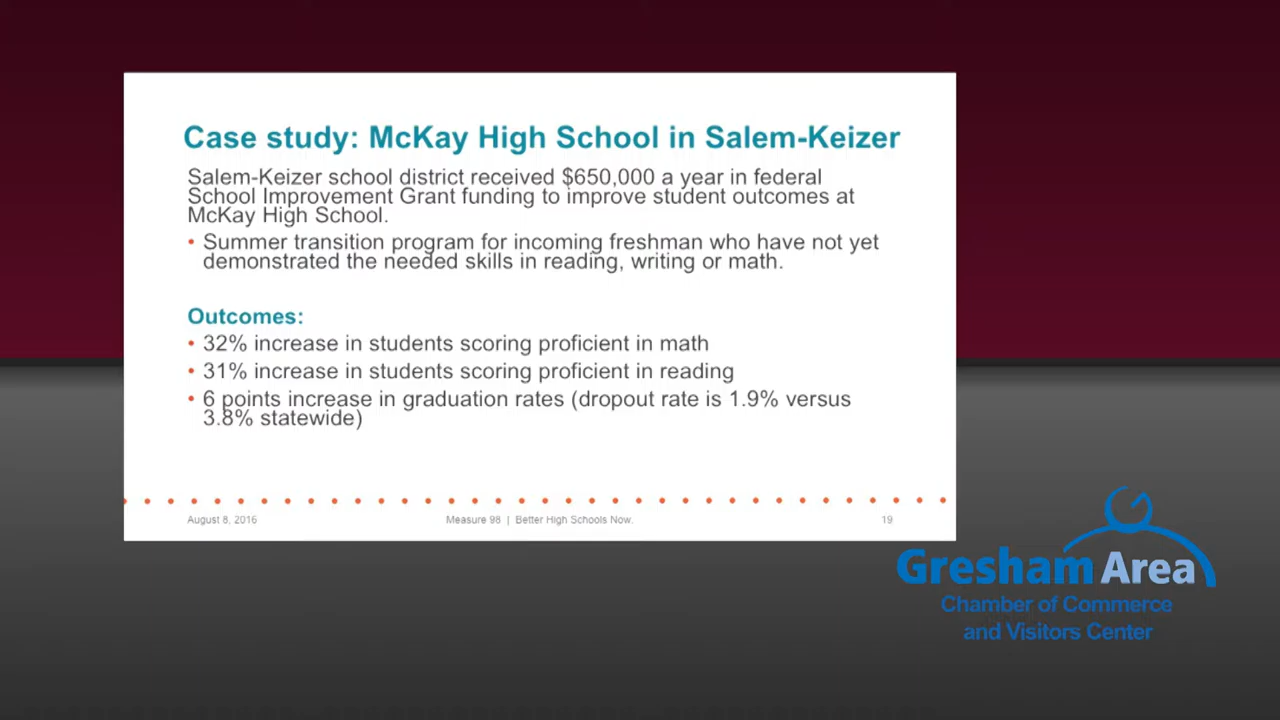 Case study: McKay High School in Salem-Keizer
Salem-Keizer school district received $650,000 a year in federal
School Improvement Grant funding to improve student outcomes at
McKay High School.
• Summer transition program for incoming freshman who have not yet
demonstrated the needed skills in reading, writing or math.
Outcomes:
• 32% increase in students scoring proficient in math
• 31% increase in students scoring proficient in reading
• 6 points increase in graduation rates (dropout rate is 1.9% versus
3.8% statewide)
August 8, 2016 Measure 98 | Better High Schools Now. 19
Gresham Area
Chamber of Commerce
and Visitors Center